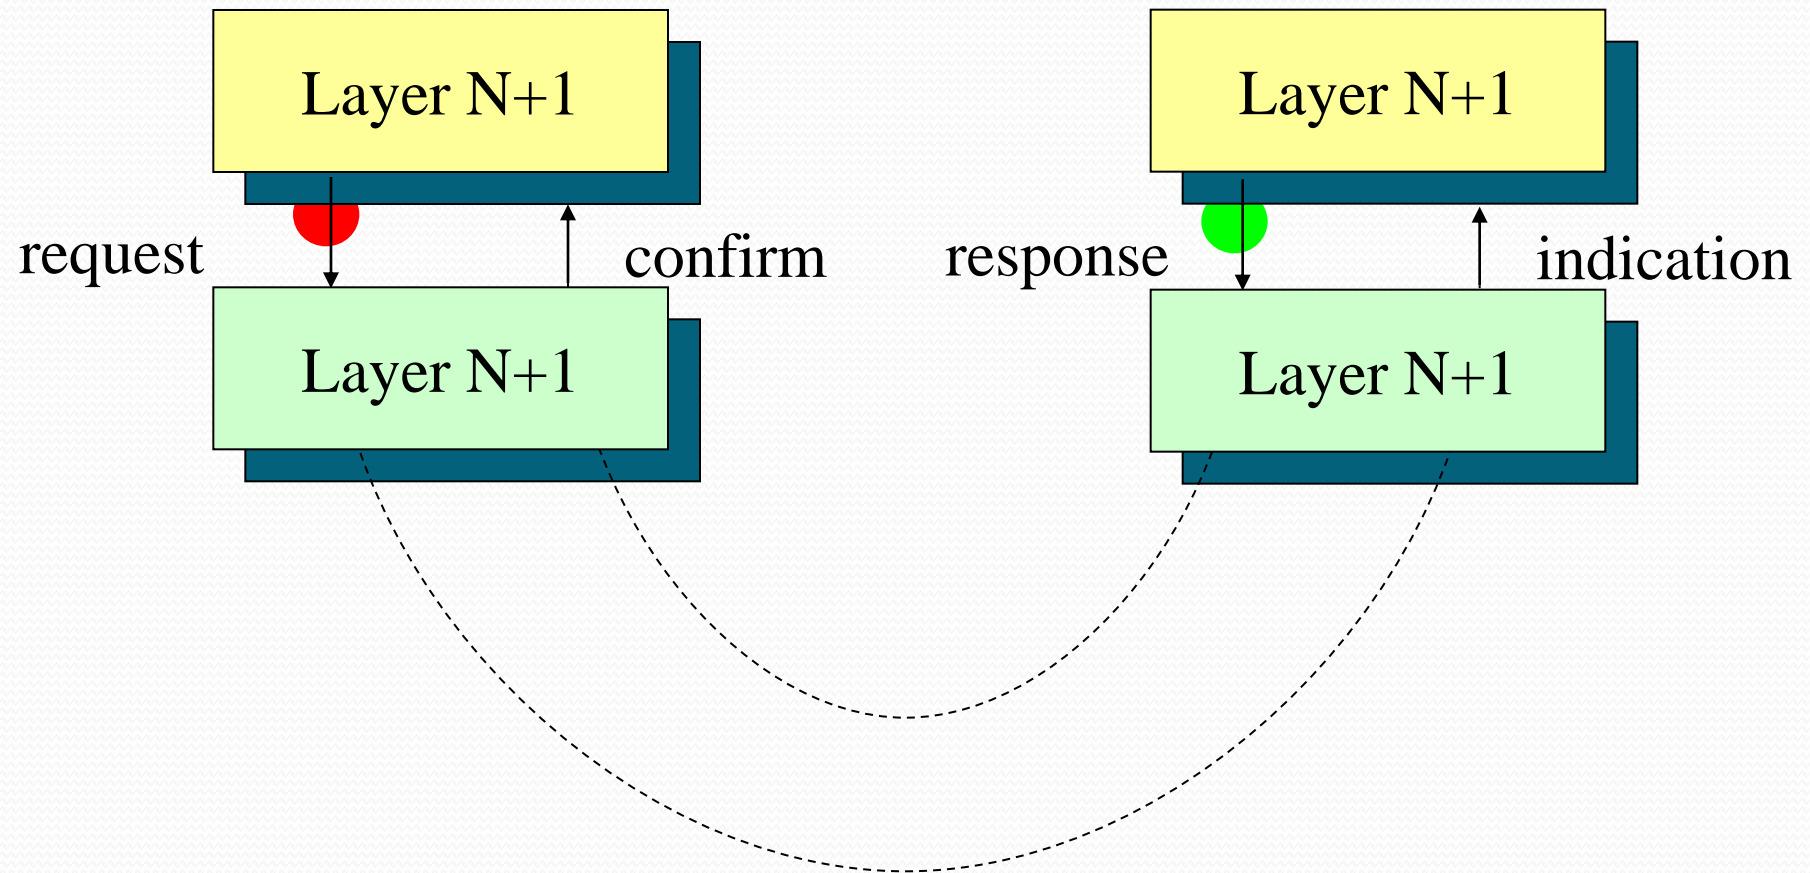 Layer N+1
Layer N+1
request
confirm
response
indication
Layer N+1
Layer N+1